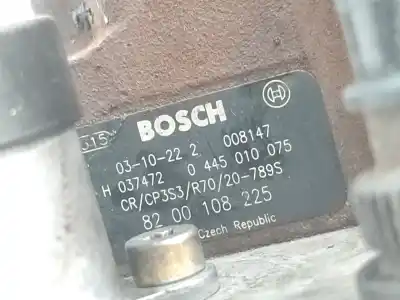 G15
BOSCH
03-10-22 2 008147
H 037472 0 445 010 075
CR/CP3S3/R70/20-789S
82 00 108 225
Czech Republic